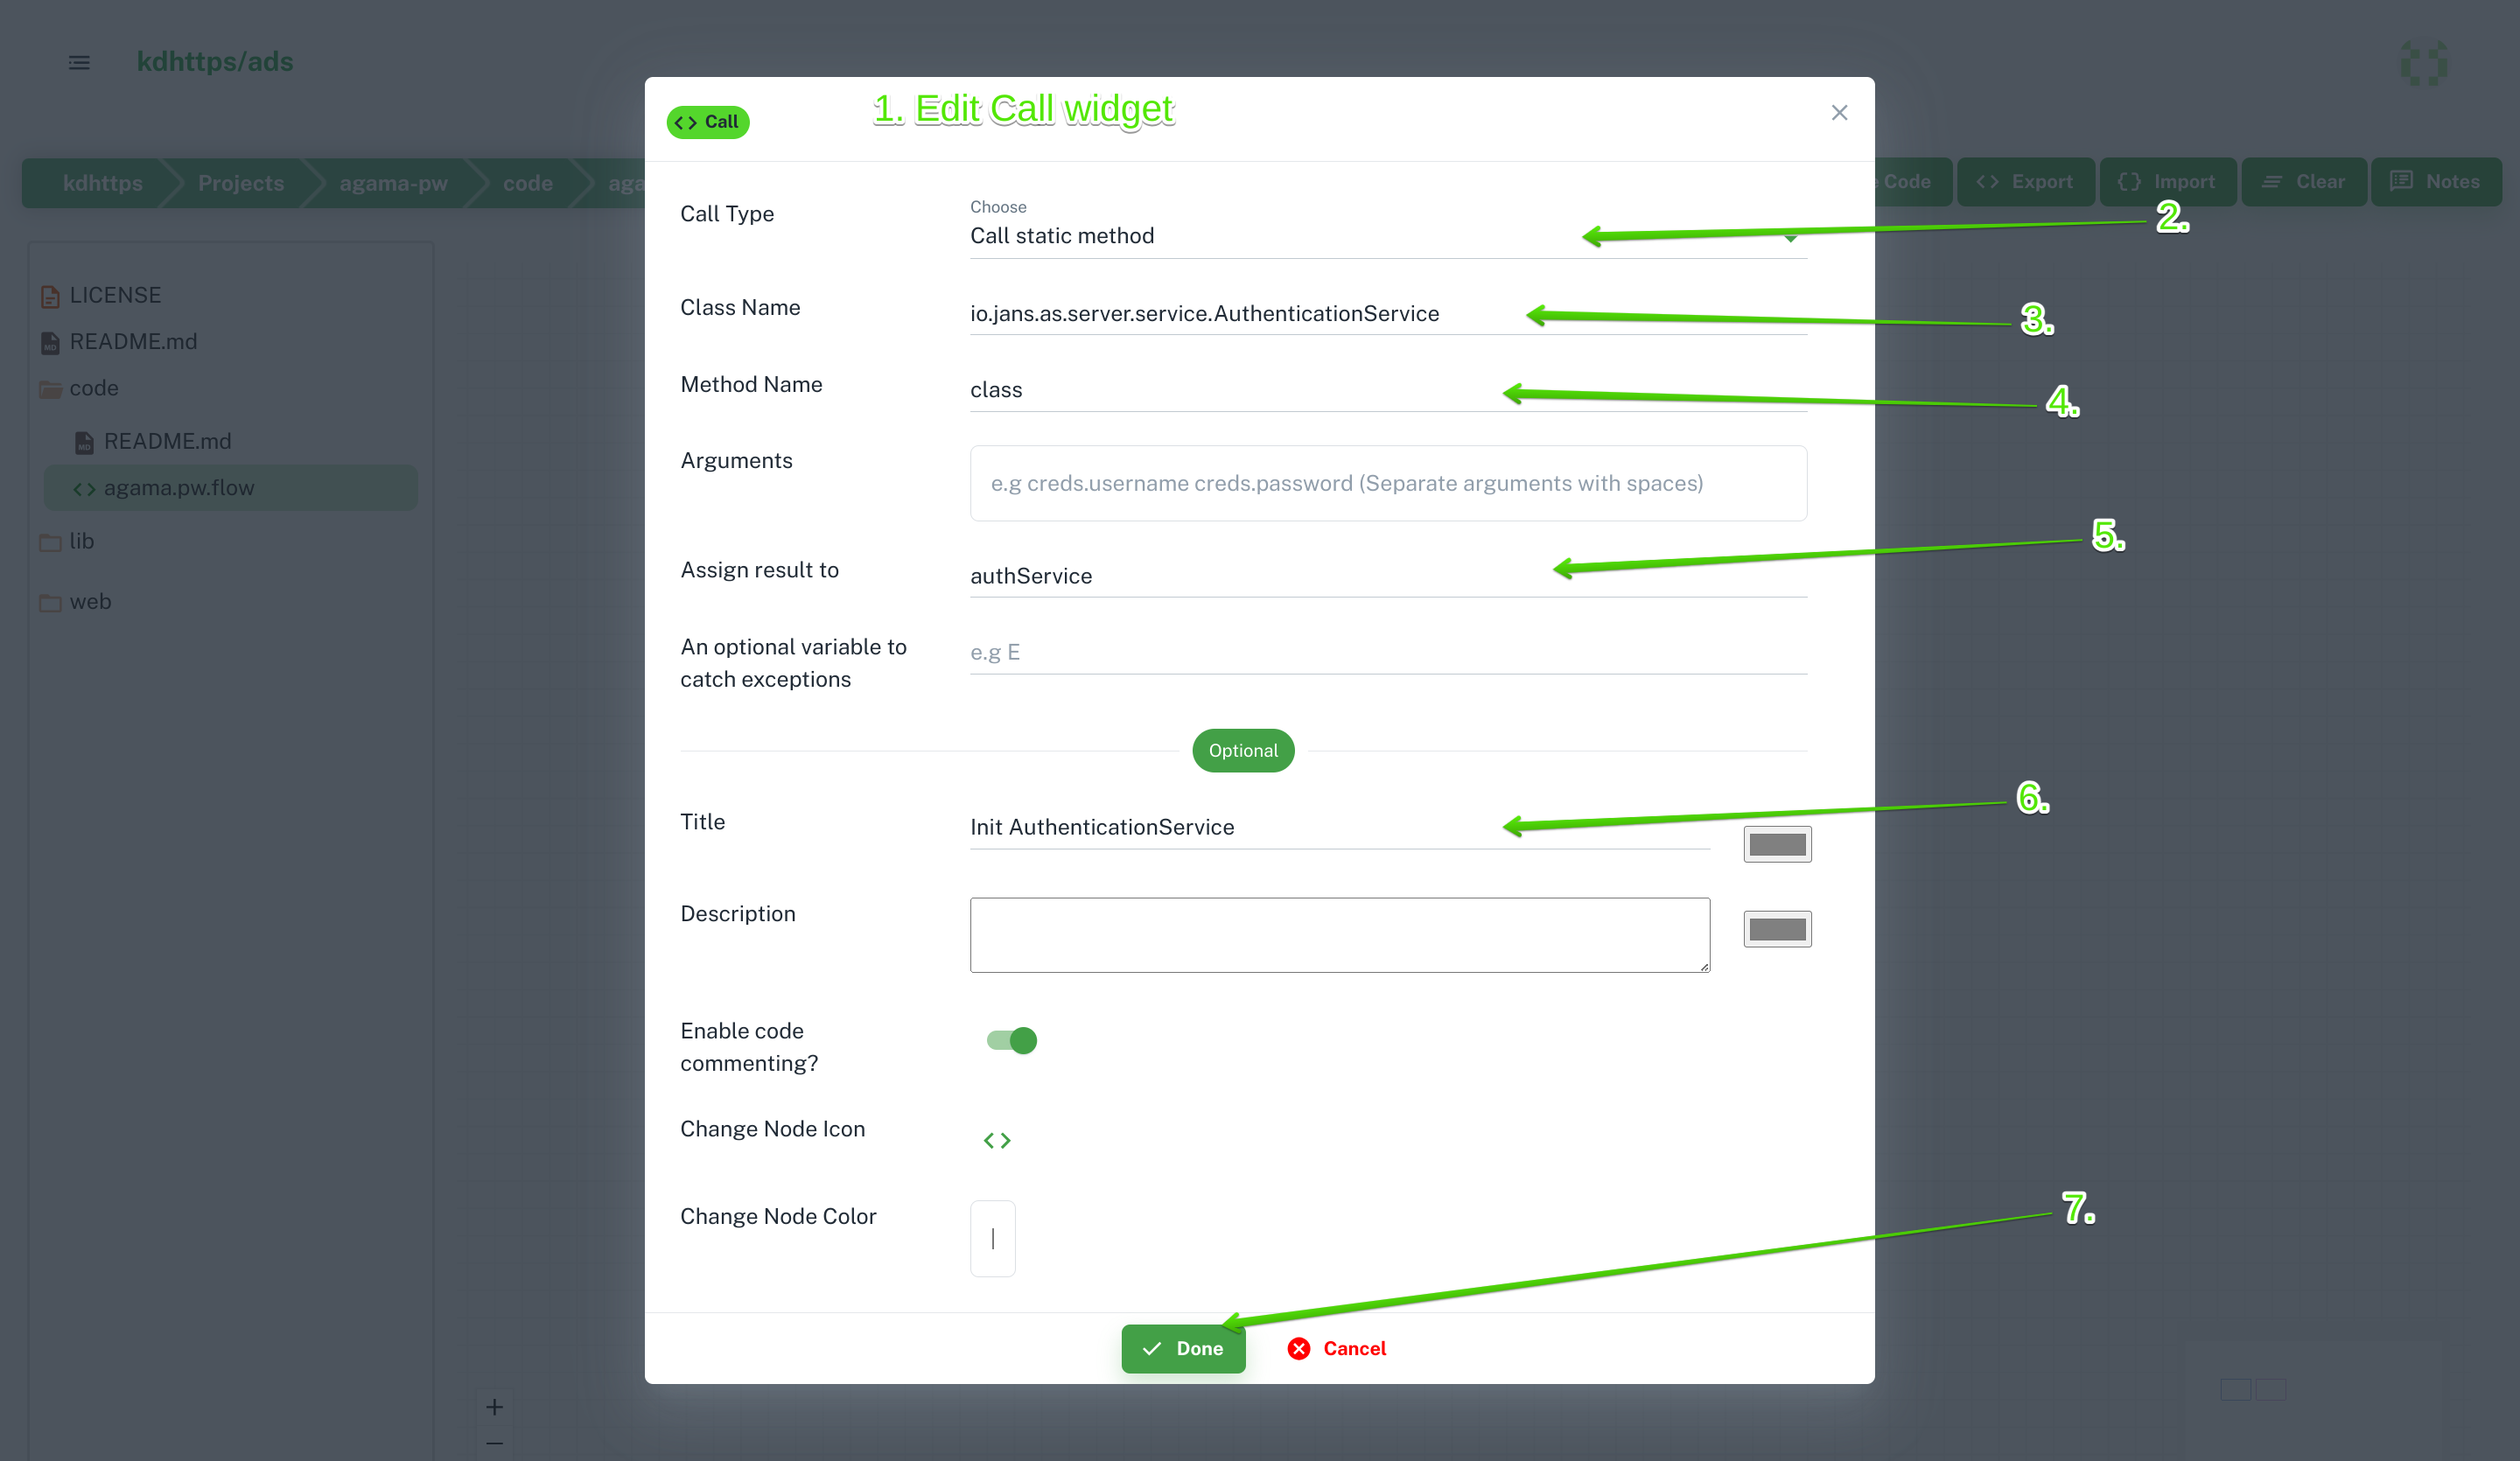 kdhttps/ads
1. Edit Call widget
Call
kdhttps
Projects
agama-pw
code
aga
Code
Export
Import
Clear
Notes
LICENSE
README.md
code
README.md
agama.pw.flow
lib
web
Call Type
Choose
Call static method
2.
Class Name
io.jans.as.server.service.AuthenticationService
3.
Method Name
class
4.
Arguments
e.g creds.username creds.password (Separate arguments with spaces)
Assign result to
authService
5.
An optional variable to
catch exceptions
e.g E
Optional
Title
Init AuthenticationService
6.
Description
Enable code
commenting?
Change Node Icon
Change Node Color
7.
Done
Cancel